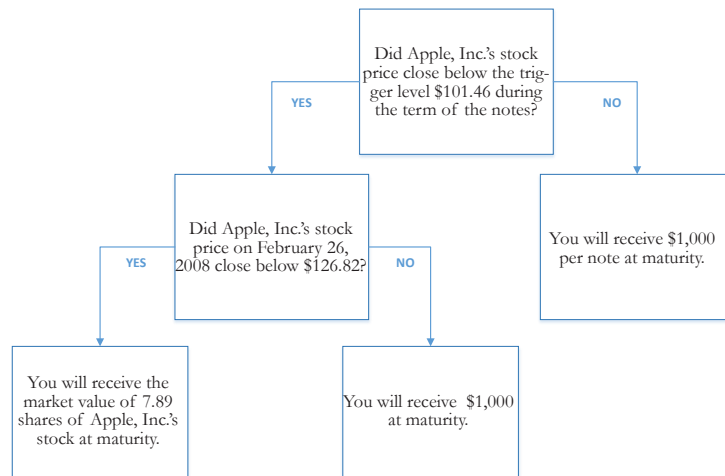 Did Apple, Inc.'s stock
price close below the trig-
ger level $101.46 during
the term of the notes?
YES
NO
Did Apple, Inc.'s stock
price on February 26,
2008 close below $126.82?
You will receive $1,000
per note at maturity.
YES
NO
You will receive the
market value of 7.89
shares of Apple, Inc.'s
stock at maturity.
You will receive $1,000
at maturity.